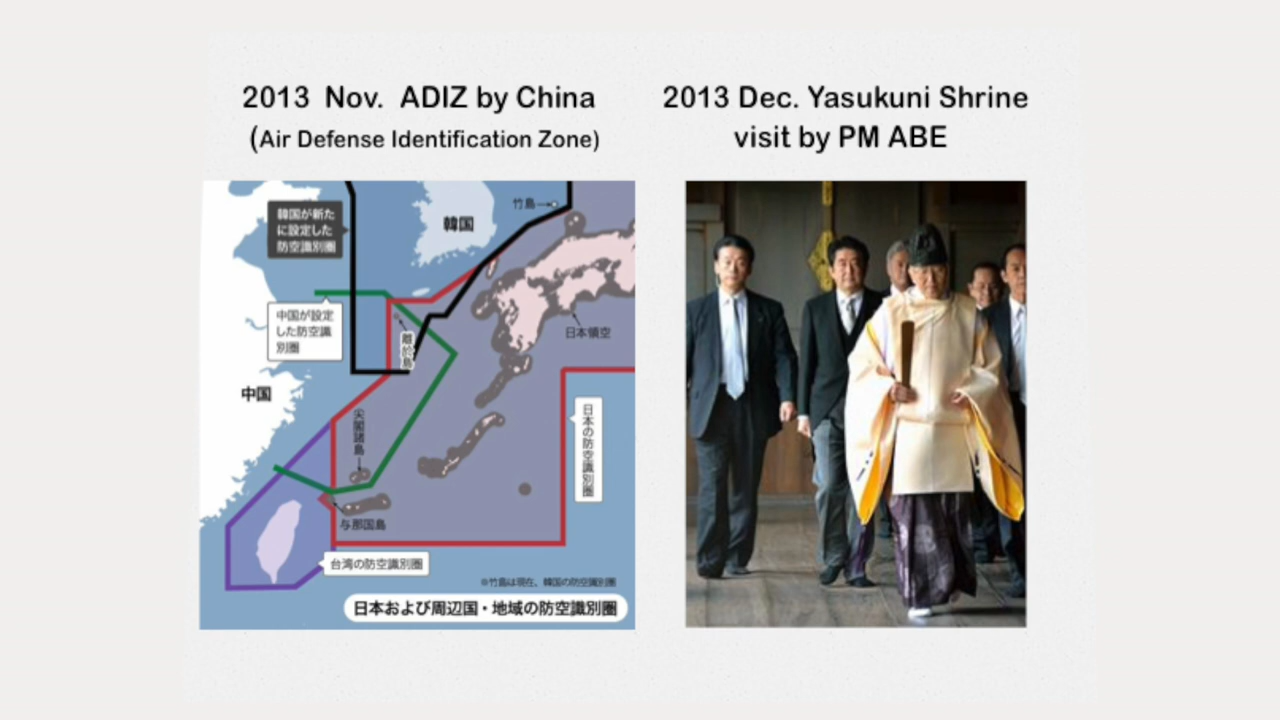 2013 Nov. ADIZ by China
(Air Defense Identification Zone)
2013 Dec. Yasukuni Shrine
visit by PM ABE
韓国が新た
に設定した
防空識別圏
韓国
竹島
中国が設定
した防空識
別圏
離於島
日本領空
中国
尖閣諸島
日本の防空識別圏
与那国島
台湾の防空識別圏
※竹島は現在、韓国の防空識別圏
日本および周辺国・地域の防空識別圏